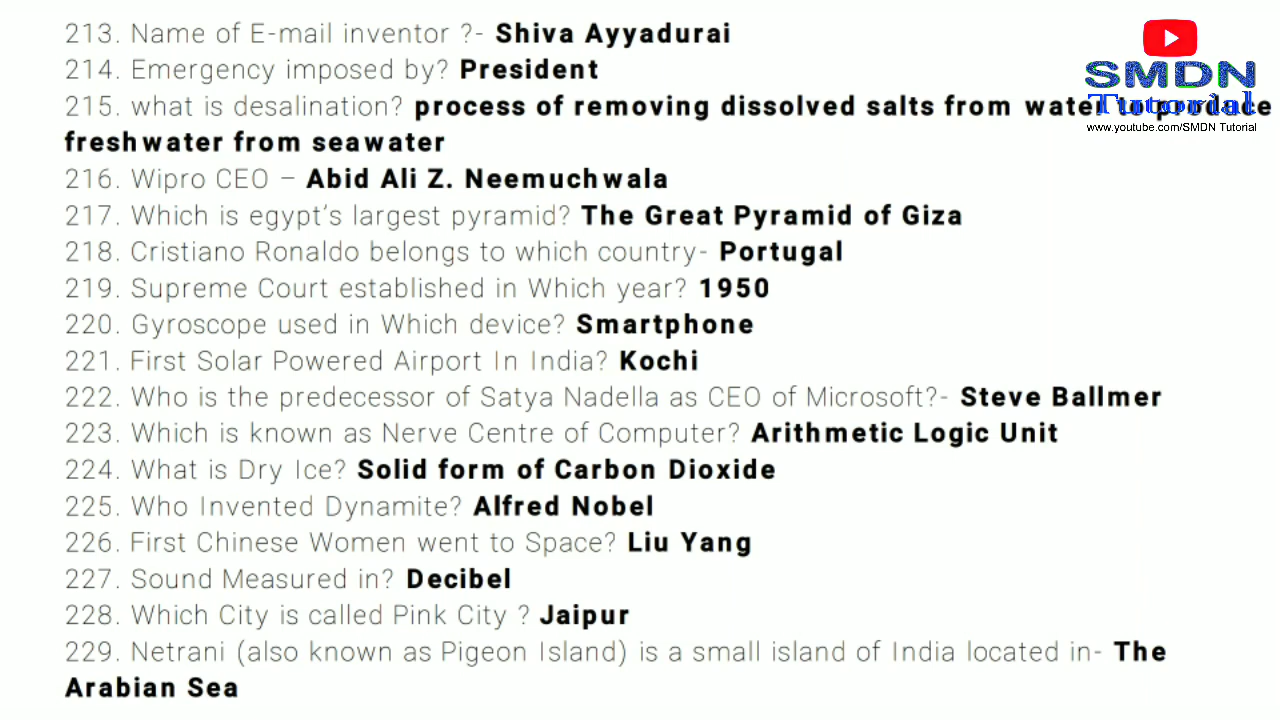 213. Name of E-mail inventor ?- Shiva Ayyadurai
214. Emergency imposed by? President
215. what is desalination? process of removing dissolved salts from water to produce
freshwater from seawater
216. Wipro CEO – Abid Ali Z. Neemuchwala
217. Which is egypt's largest pyramid? The Great Pyramid of Giza
218. Cristiano Ronaldo belongs to which country- Portugal
219. Supreme Court established in Which year? 1950
220. Gyroscope used in Which device? Smartphone
221. First Solar Powered Airport In India? Kochi
222. Who is the predecessor of Satya Nadella as CEO of Microsoft?- Steve Ballmer
223. Which is known as Nerve Centre of Computer? Arithmetic Logic Unit
224. What is Dry Ice? Solid form of Carbon Dioxide
225. Who Invented Dynamite? Alfred Nobel
226. First Chinese Women went to Space? Liu Yang
227. Sound Measured in? Decibel
228. Which City is called Pink City ? Jaipur
229. Netrani (also known as Pigeon Island) is a small island of India located in- The
Arabian Sea
SMDN
Tutorial
www.youtube.com/SMDN Tutorial